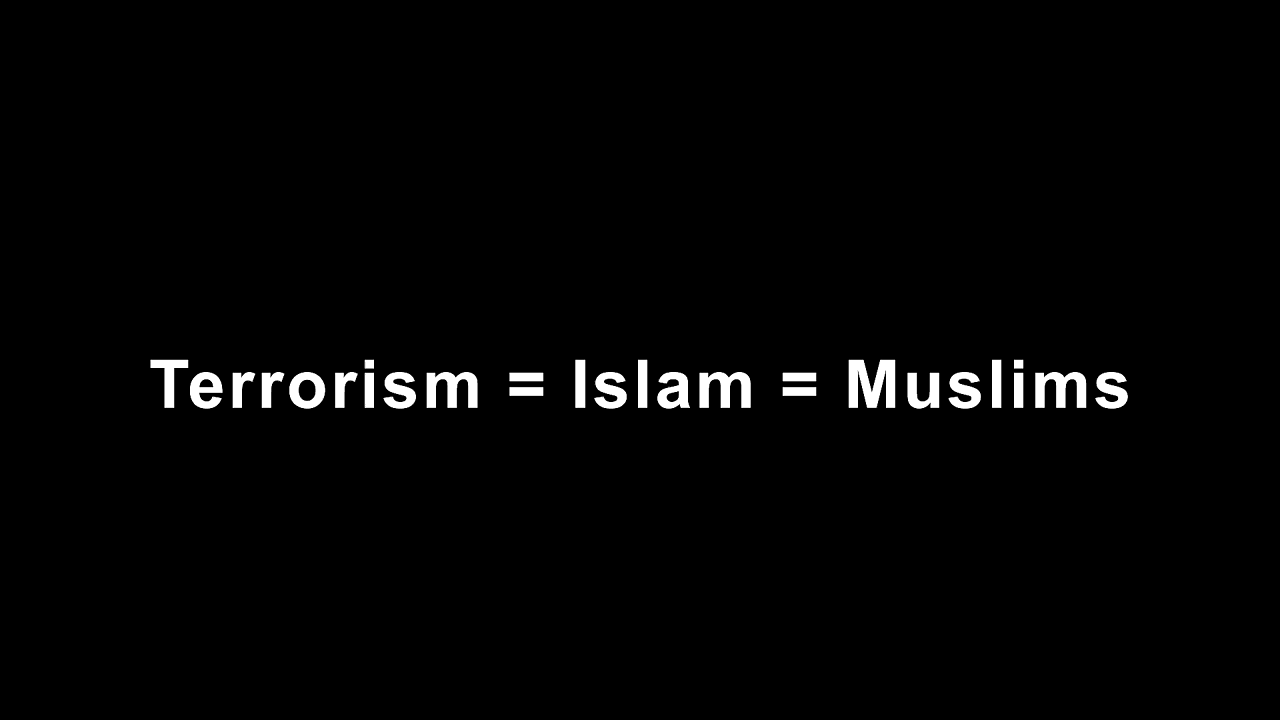 Terrorism = Islam = Muslims